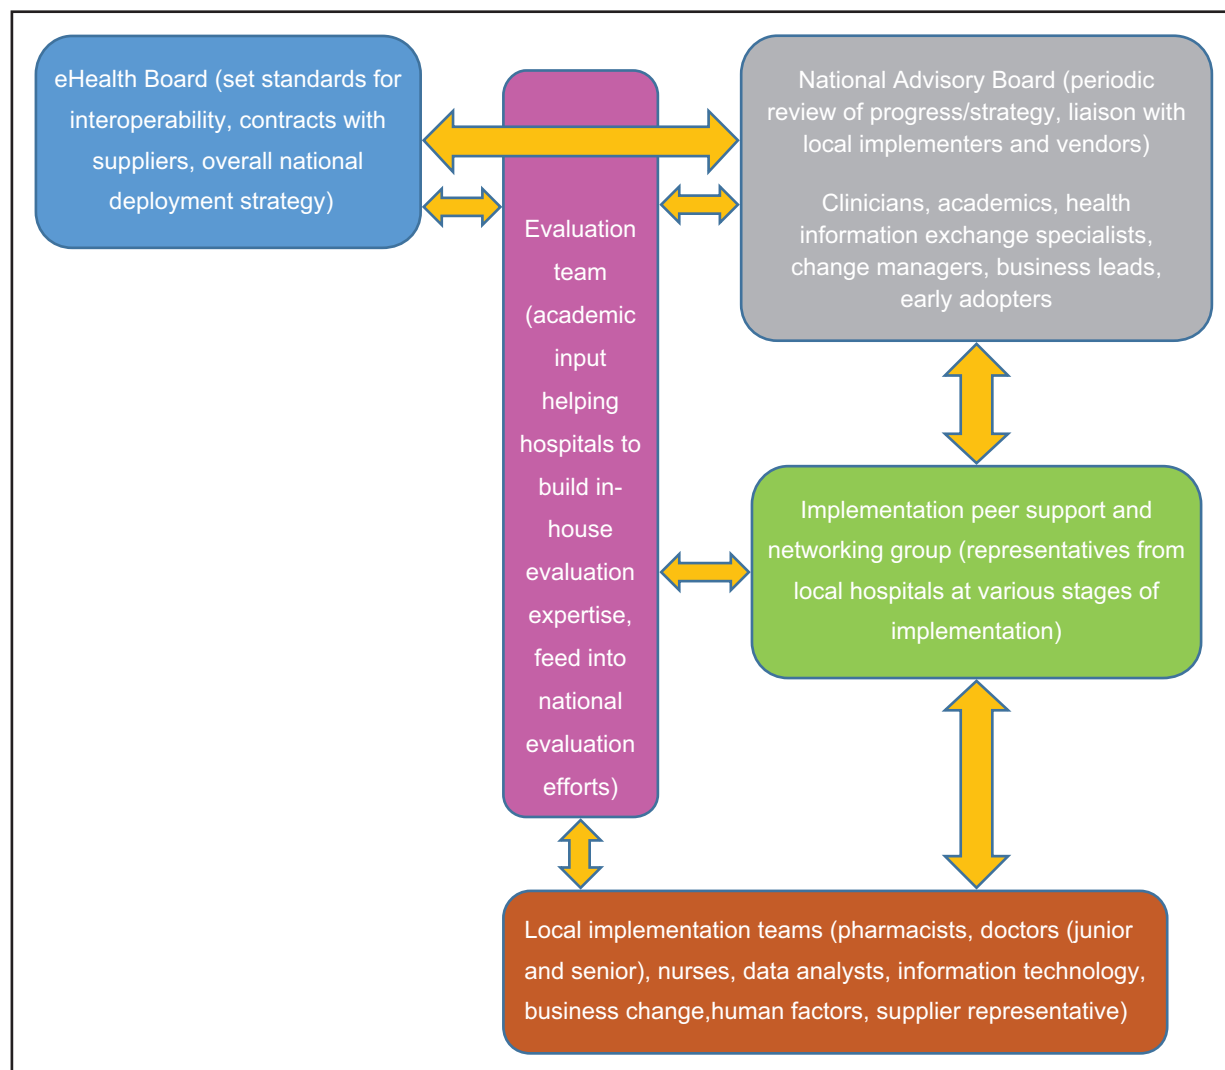 eHealth Board (set standards for
interoperability, contracts with
suppliers, overall national
deployment strategy)
National Advisory Board (periodic
review of progress/strategy, liaison with
local implementers and vendors)
Clinicians, academics, health
information exchange specialists,
change managers, business leads,
early adopters
Evaluation
team
(academic
input
helping
hospitals to
build in-
house
evaluation
expertise,
feed into
national
evaluation
efforts)
Implementation peer support and
networking group (representatives from
local hospitals at various stages of
implementation)
Local implementation teams (pharmacists, doctors (junior
and senior), nurses, data analysts, information technology,
business change,human factors, supplier representative)